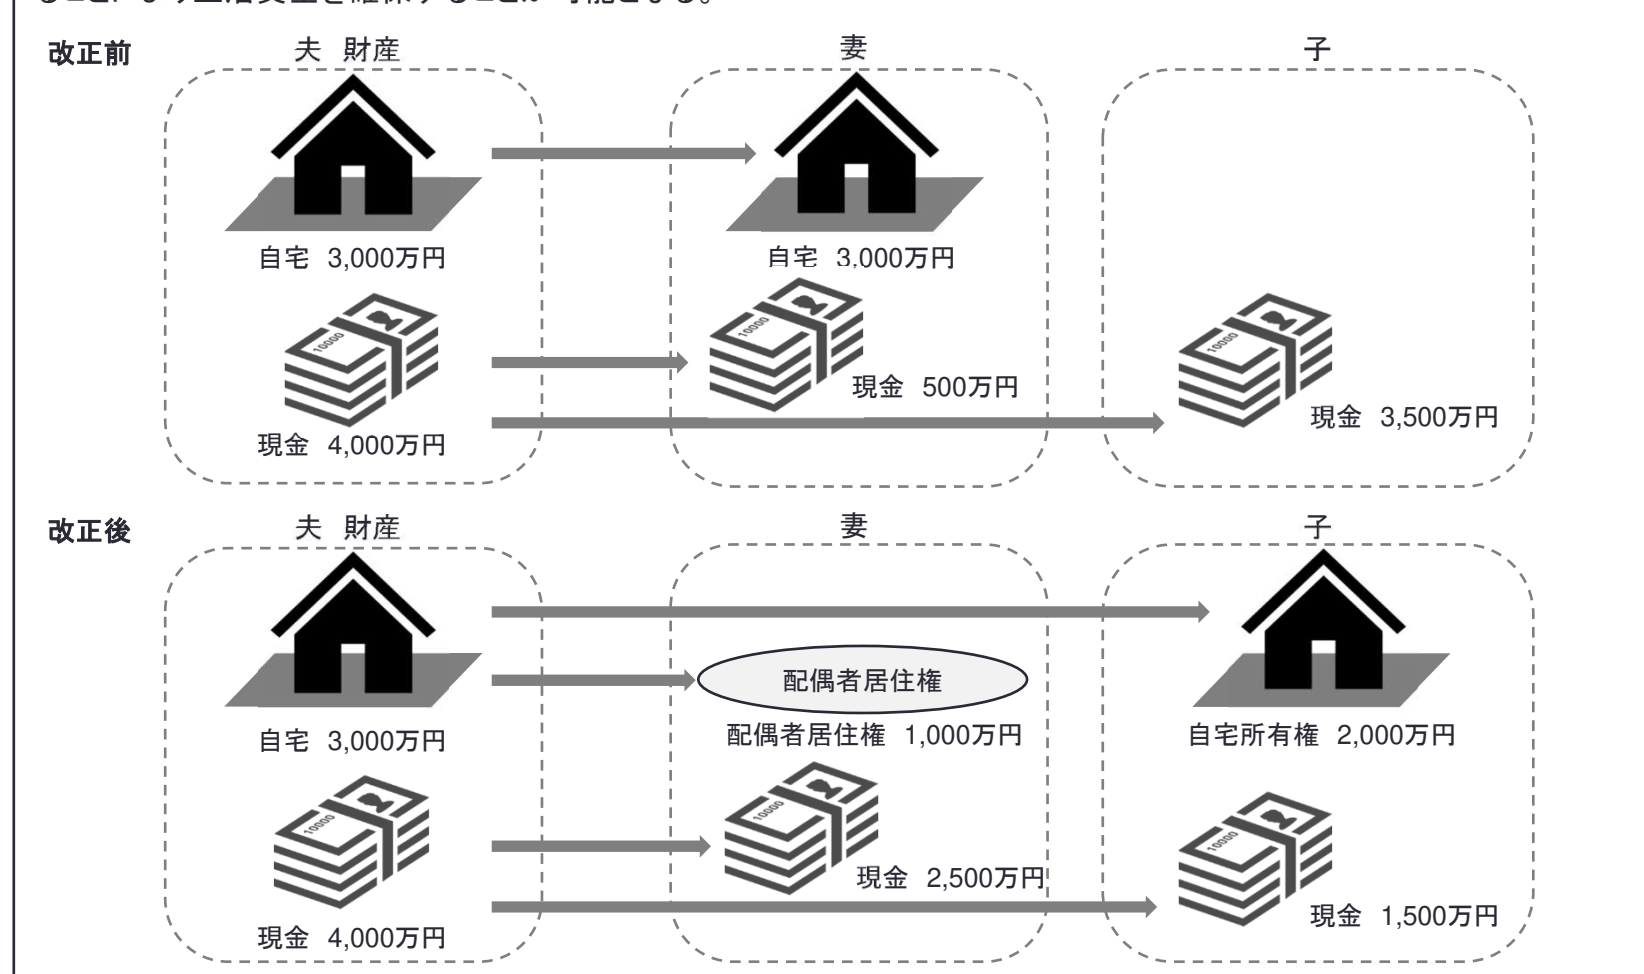 改正前
夫 財産
妻
子
自宅 3,000万円
自宅 3,000万円
10000
10000
10000
現金 500万円
現金 3,500万円
現金 4,000万円
改正後
夫 財産
妻
子
配偶者居住権
自宅 3,000万円
配偶者居住権 1,000万円
自宅所有権 2,000万円
10000
10000
10000
現金 2,500万円
現金 1,500万円
現金 4,000万円